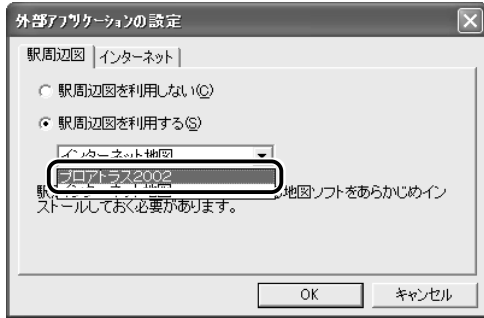 外部アプリケーションの設定
駅周辺図
インターネット
駅周辺図を利用しない(C)
駅周辺図を利用する(S)
インターネット地図
プロアトラス2002
地図ソフトをあらかじめイン
ストールしておく必要があります。
OK
キャンセル